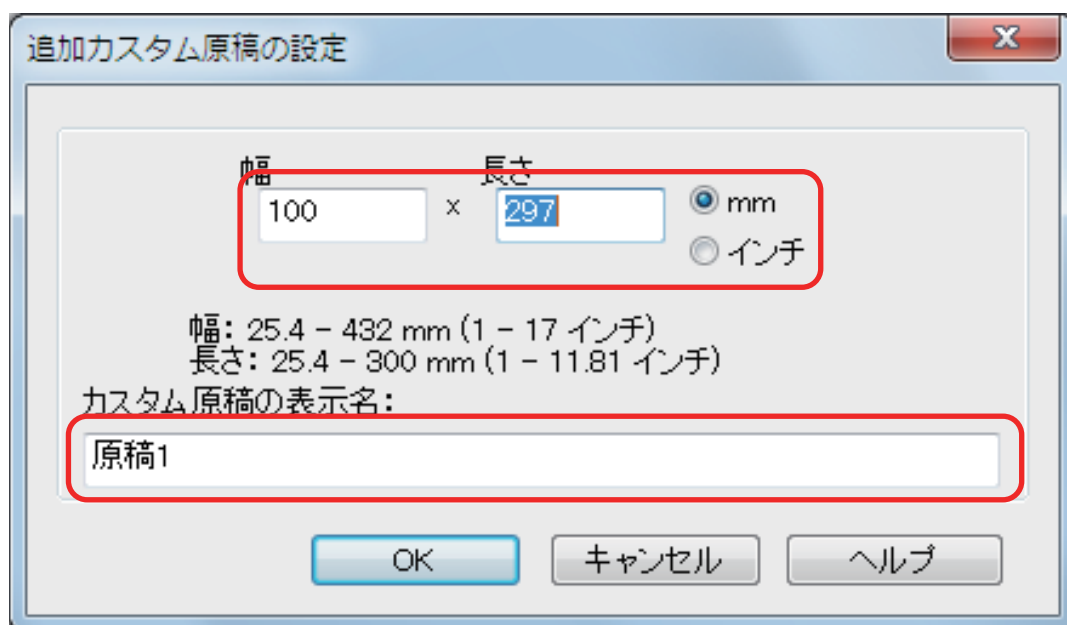 追加カスタム原稿の設定
幅 長さ
100 x 297 mm
インチ
幅: 25.4 - 432 mm (1 - 17 インチ)
長さ: 25.4 - 300 mm (1 - 11.81 インチ)
カスタム原稿の表示名:
原稿1
OK キャンセル ヘルプ